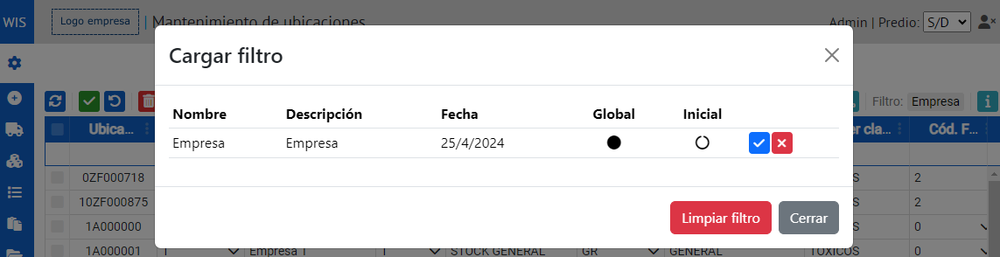 WIS
Logo empresa
| Mantenimiento de ubicaciones
Admin | Predio: S/D
Cargar filtro
Nombre Descripción Fecha Global Inicial
Empresa Empresa 25/4/2024
Limpiar filtro Cerrar
Filtro: Empresa
Ubica... Cód. F...
0ZF000718 2
10ZF000875 2
1A000000 0
1A000001 1 Empresa 1 1 STOCK GENERAL GR GENERAL TOXICOS 0